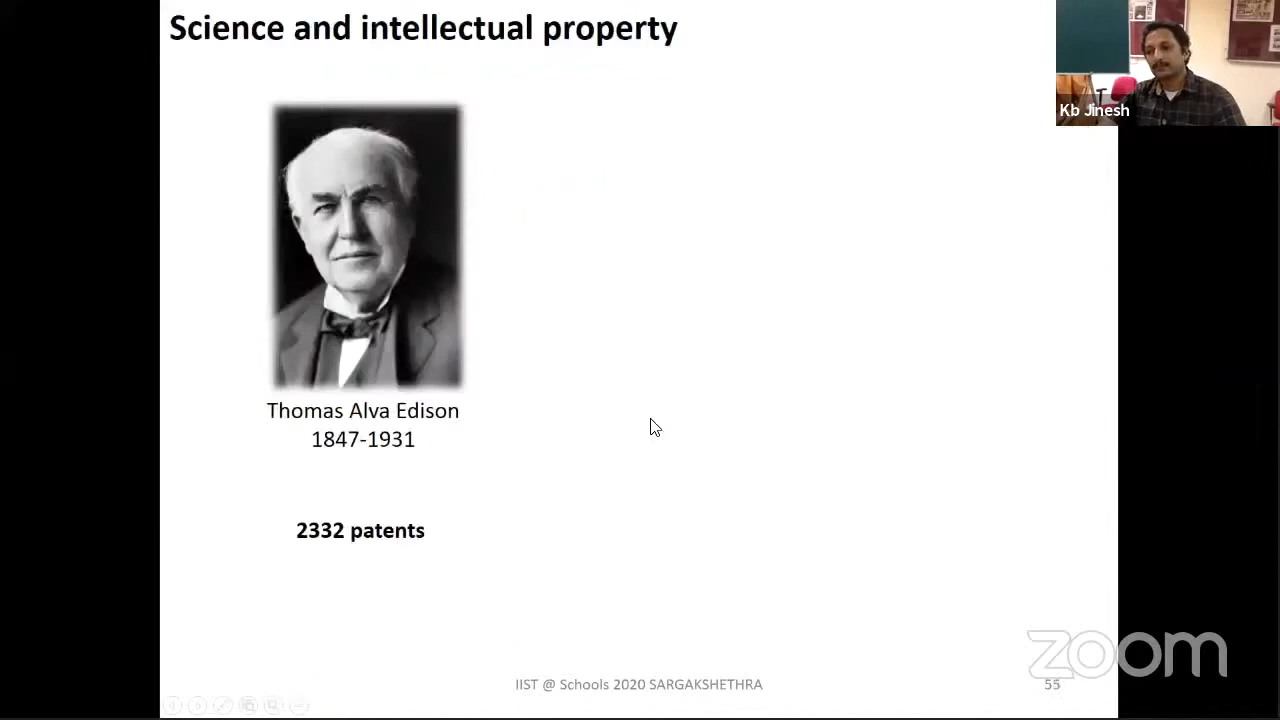 Science and intellectual property
Kb Jinesh
Thomas Alva Edison
1847-1931
2332 patents
zoom
IIST @ Schools 2020 SARGAKSHETHRA
55